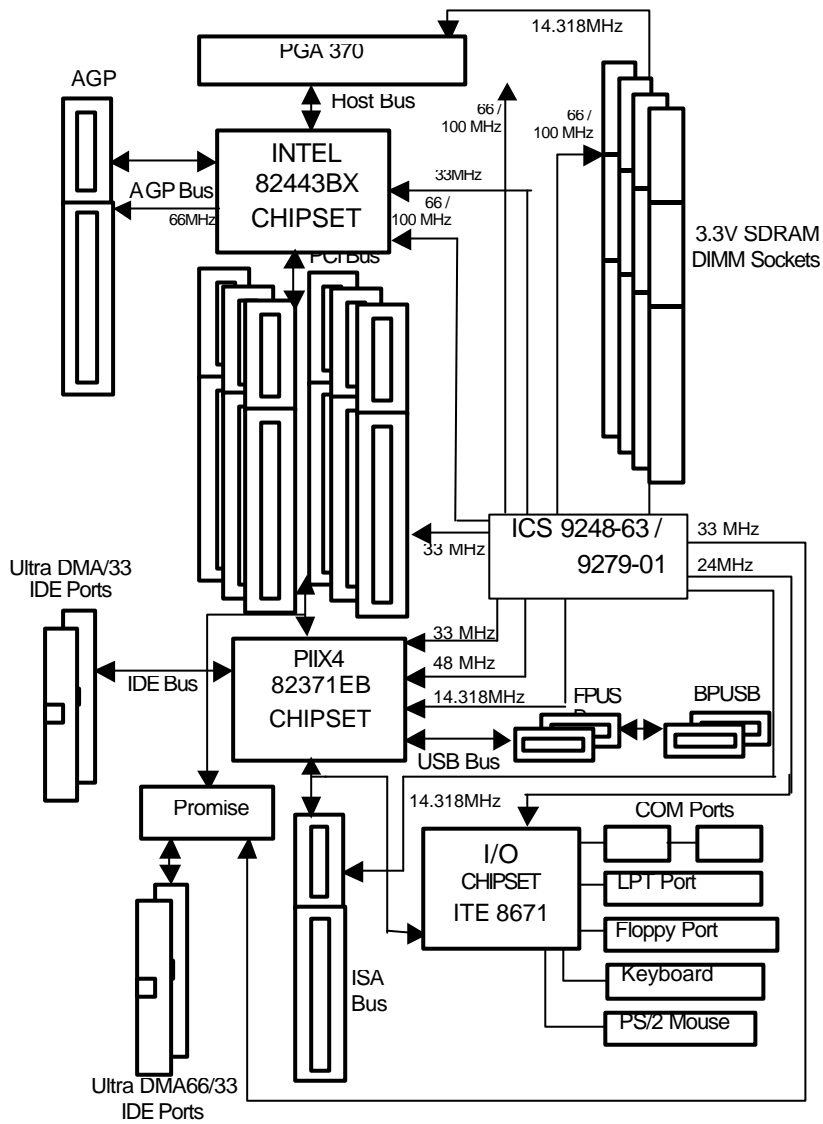 14.318MHz
PGA 370
AGP
Host Bus
66 /
100 MHz
66 /
100 MHz
INTEL
82443BX
CHIPSET
AGP Bus
66MHz
33MHz
66 /
100 MHz
3.3V SDRAM
DIMM Sockets
PCI Bus
ICS 9248-63 /
9279-01
33 MHz
33 MHz
24MHz
Ultra DMA/33
IDE Ports
IDE Bus
PIIX4
82371EB
CHIPSET
33 MHz
48 MHz
14.318MHz
FPUS
BPUSB
USB Bus
Promise
14.318MHz
COM Ports
I/O
CHIPSET
ITE 8671
LPT Port
Floppy Port
Keyboard
PS/2 Mouse
ISA
Bus
Ultra DMA66/33
IDE Ports